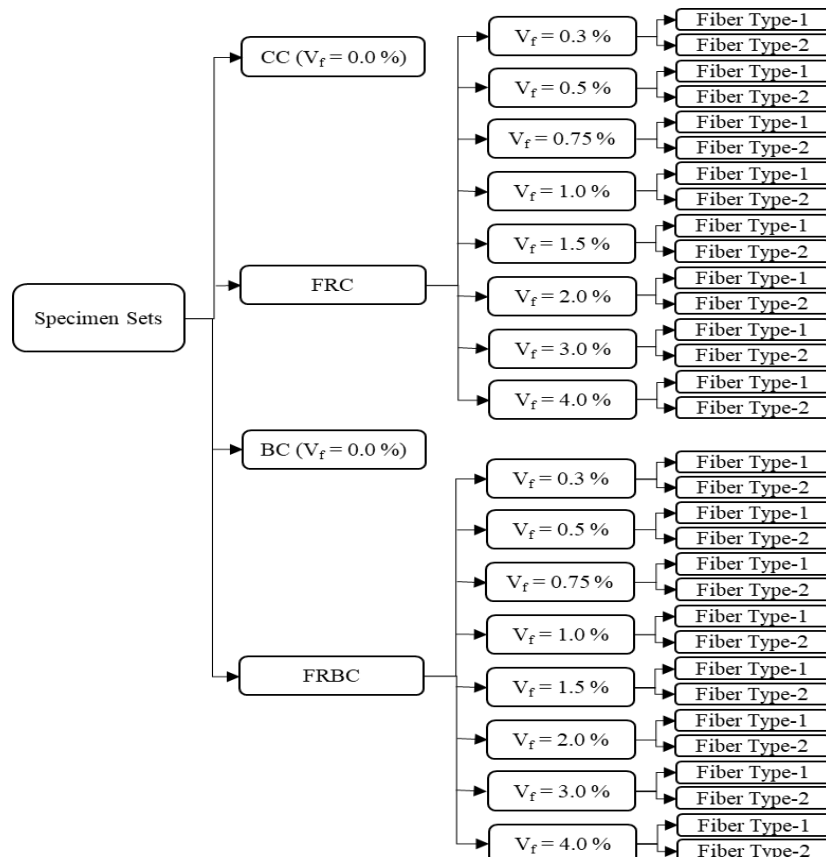 Specimen Sets
CC (Vf = 0.0 %)
FRC
Vf = 0.3 %
Fiber Type-1
Fiber Type-2
Vf = 0.5 %
Fiber Type-1
Fiber Type-2
Vf = 0.75 %
Fiber Type-1
Fiber Type-2
Vf = 1.0 %
Fiber Type-1
Fiber Type-2
Vf = 1.5 %
Fiber Type-1
Fiber Type-2
Vf = 2.0 %
Fiber Type-1
Fiber Type-2
Vf = 3.0 %
Fiber Type-1
Fiber Type-2
Vf = 4.0 %
Fiber Type-1
Fiber Type-2
BC (Vf = 0.0 %)
FRBC
Vf = 0.3 %
Fiber Type-1
Fiber Type-2
Vf = 0.5 %
Fiber Type-1
Fiber Type-2
Vf = 0.75 %
Fiber Type-1
Fiber Type-2
Vf = 1.0 %
Fiber Type-1
Fiber Type-2
Vf = 1.5 %
Fiber Type-1
Fiber Type-2
Vf = 2.0 %
Fiber Type-1
Fiber Type-2
Vf = 3.0 %
Fiber Type-1
Fiber Type-2
Vf = 4.0 %
Fiber Type-1
Fiber Type-2